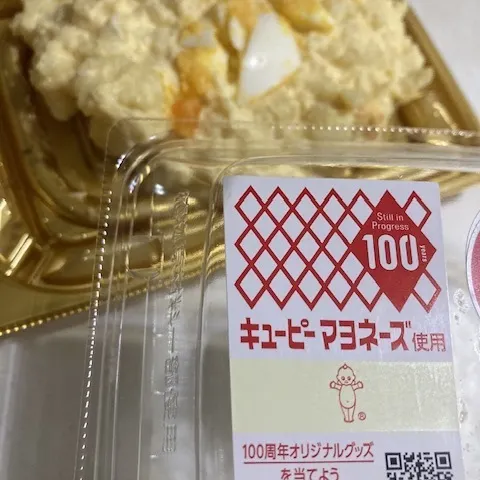 Still in
Progress
100
years
キューピー マヨネーズ使用
®
100周年オリジナルグッズ
を当てよう